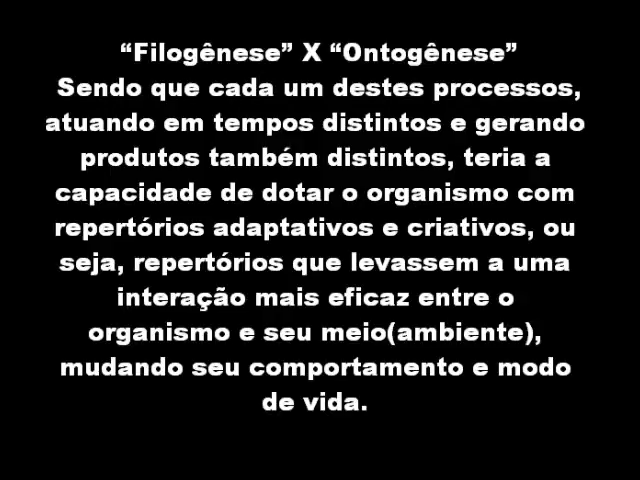 “Filogênese” X “Ontogênese”
Sendo que cada um destes processos,
atuando em tempos distintos e gerando
produtos também distintos, teria a
capacidade de dotar o organismo com
repertórios adaptativos e criativos, ou
seja, repertórios que levassem a uma
interação mais eficaz entre o
organismo e seu meio(ambiente),
mudando seu comportamento e modo
de vida.